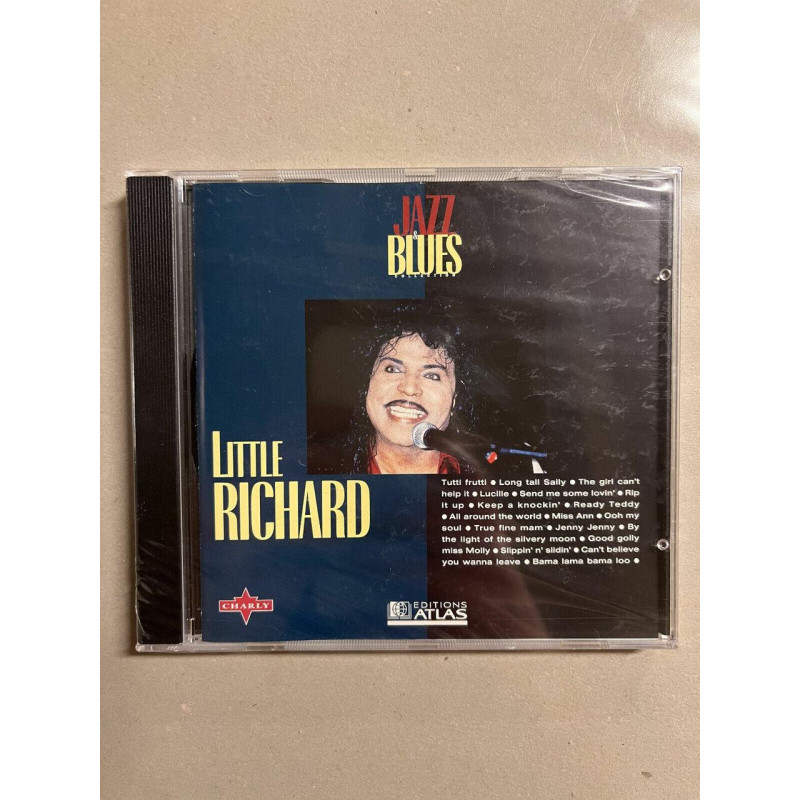 JAZZ
&
BLUES
COLLECTION
LITTLE
RICHARD
Tutti frutti ● Long tall Sally ● The girl can't
help it ● Lucille ● Send me some lovin' ● Rip
it up ● Keep a knockin' ● Ready Teddy
● All around the world ● Miss Ann ● Ooh my
soul ● True fine mam ● Jenny Jenny ● By
the light of the silvery moon ● Good golly
miss Molly ● Slippin' n' slidin' ● Can't believe
you wanna leave ● Bama lama bama loo ●
CHARLY
EDITIONS
ATLAS